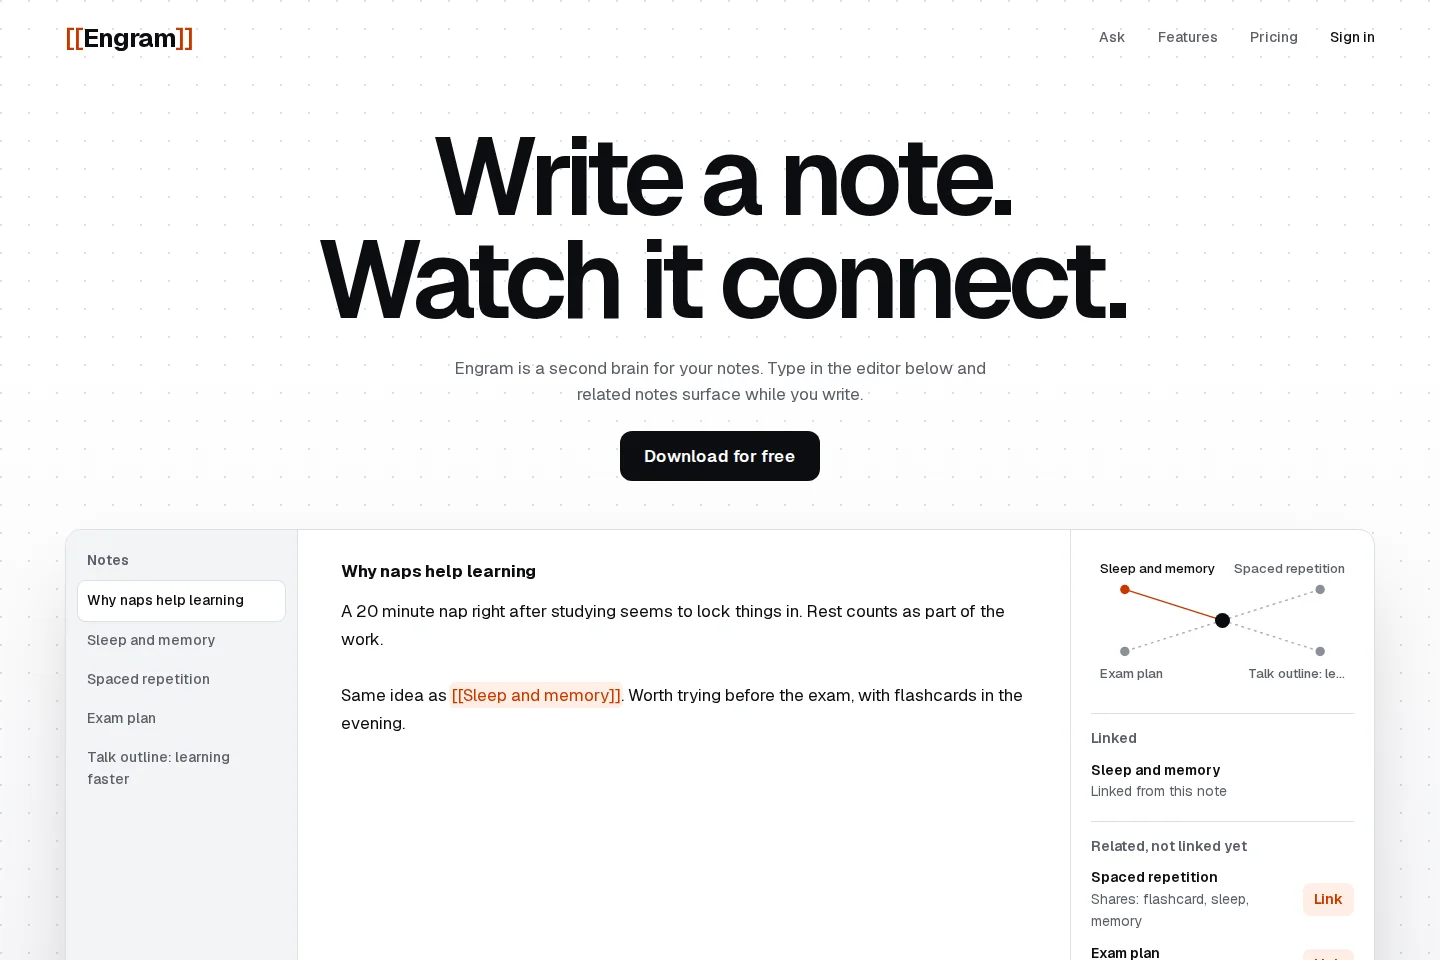 [[Engram]]
Ask
Features
Pricing
Sign in
Write a note.
Watch it connect.
Engram is a second brain for your notes. Type in the editor below and
related notes surface while you write.
Download for free
Notes
Why naps help learning
Sleep and memory
Spaced repetition
Exam plan
Talk outline: learning
faster
Why naps help learning
A 20 minute nap right after studying seems to lock things in. Rest counts as part of the
work.
Same idea as [[Sleep and memory]]. Worth trying before the exam, with flashcards in the
evening.
Sleep and memory
Spaced repetition
Exam plan
Talk outline: le...
Linked
Sleep and memory
Linked from this note
Related, not linked yet
Spaced repetition
Shares: flashcard, sleep,
memory
Link
Exam plan